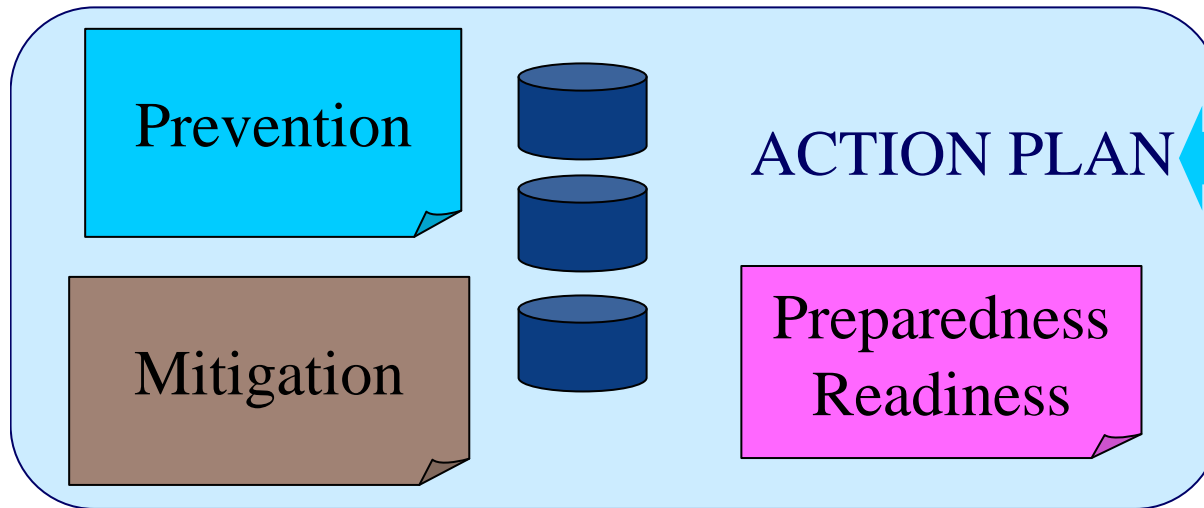 Prevention
ACTION PLAN
Mitigation
Preparedness
Readiness